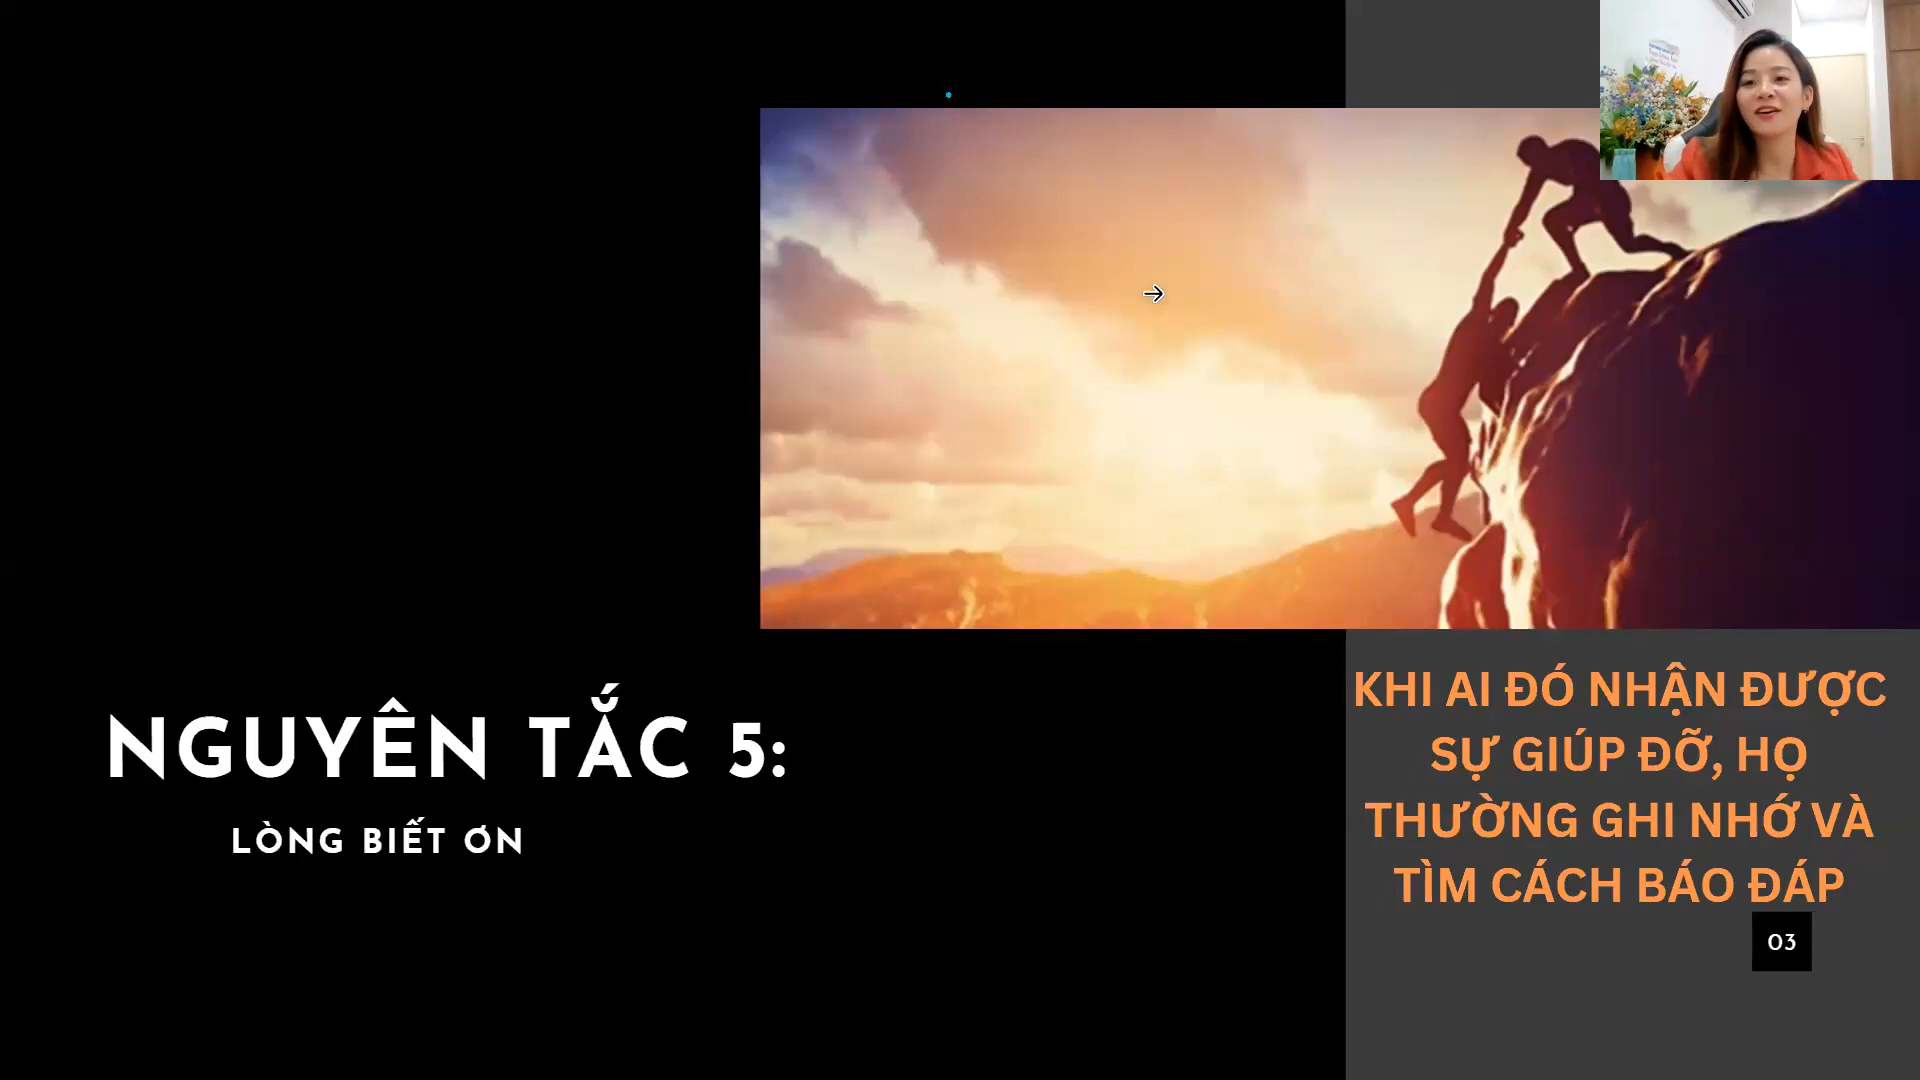 NGUYÊN TẮC 5:
LÒNG BIẾT ƠN
KHI AI ĐÓ NHẬN ĐƯỢC
SỰ GIÚP ĐỠ, HỌ
THƯỜNG GHI NHỚ VÀ
TÌM CÁCH BÁO ĐÁP
03